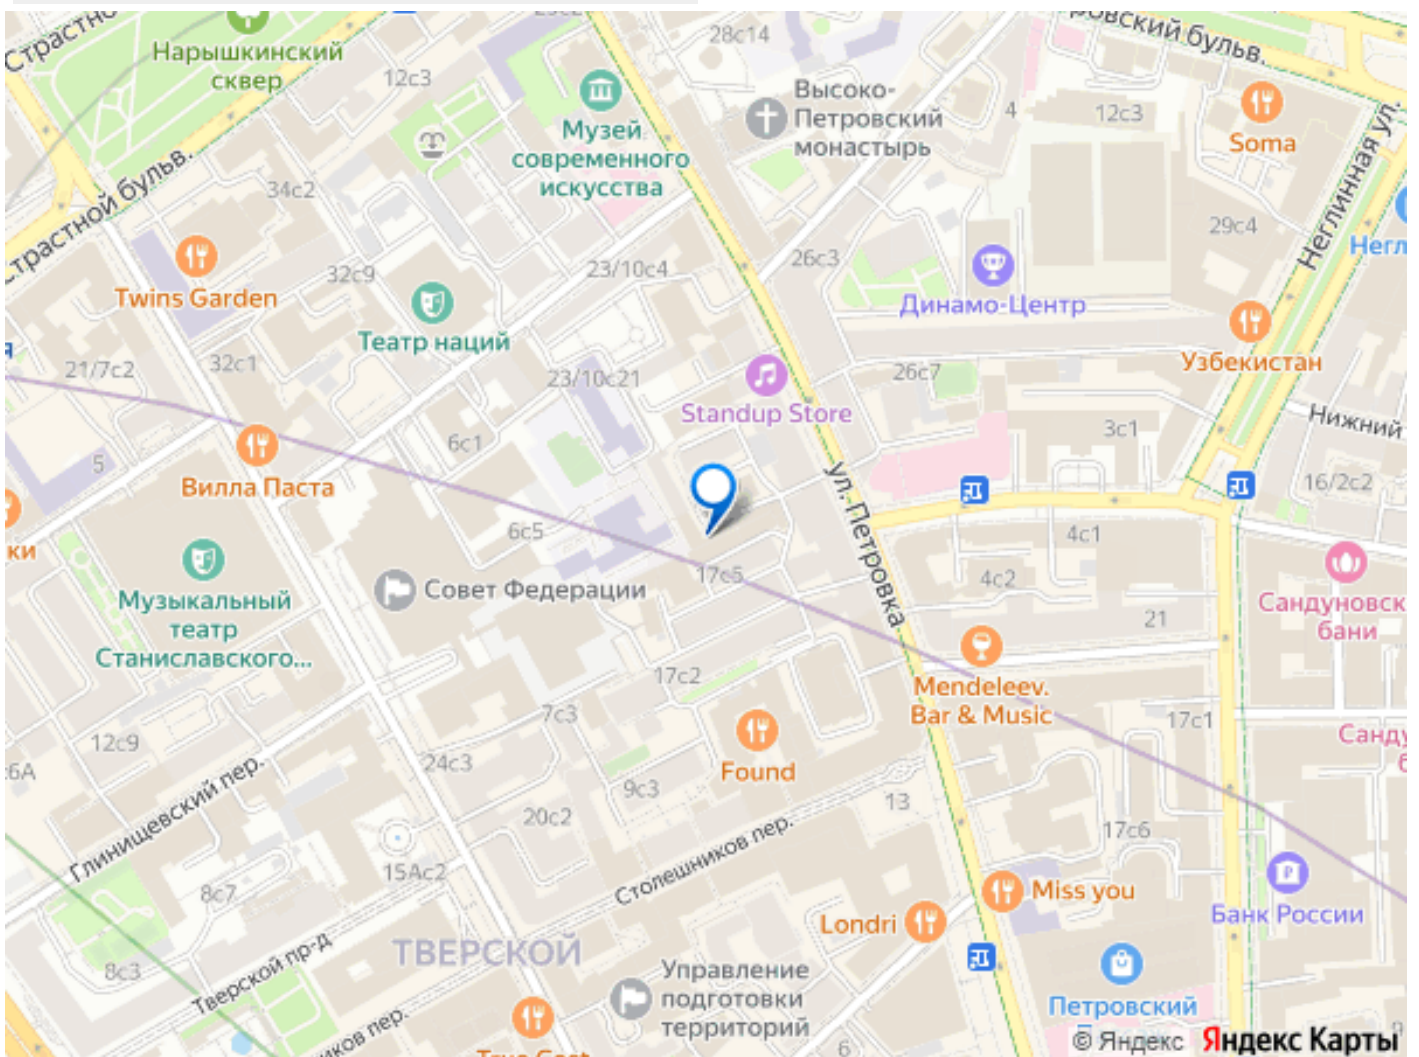 Страстно
Нарышкинский
сквер
12с3
28с14
Высоко-
Петровский
монастырь
4
12с3
Soma
Неглинная ул.
Музей
современного
искусства
34с2
Страстной бульв.
29с4
Twins Garden
32с9
23/10с4
26с3
Динамо-Центр
Театр наций
21/7с2
32с1
23/10с21
Standup Store
26с7
Узбекистан
Нижний
5
6с1
3с1
Вилла Паста
ул. Петровка
16/2с2
ки
6с5
4с1
17с5
4с2
Совет Федерации
Музыкальный
театр
Станиславского...
21
бани
17с2
Mendeleev.
Bar & Music
7с3
17с1
12с9
24с3
Found
9с3
13
Глинищевский пер.
20с2
17с6
Столешников пер.
15Ас2
8с7
Miss you
Londri
Банк России
ТВЕРСКОЙ
8с3
Тверской пр-д
Управление
подготовки
территорий
Петровский
6
© Яндекс Яндекс Карты